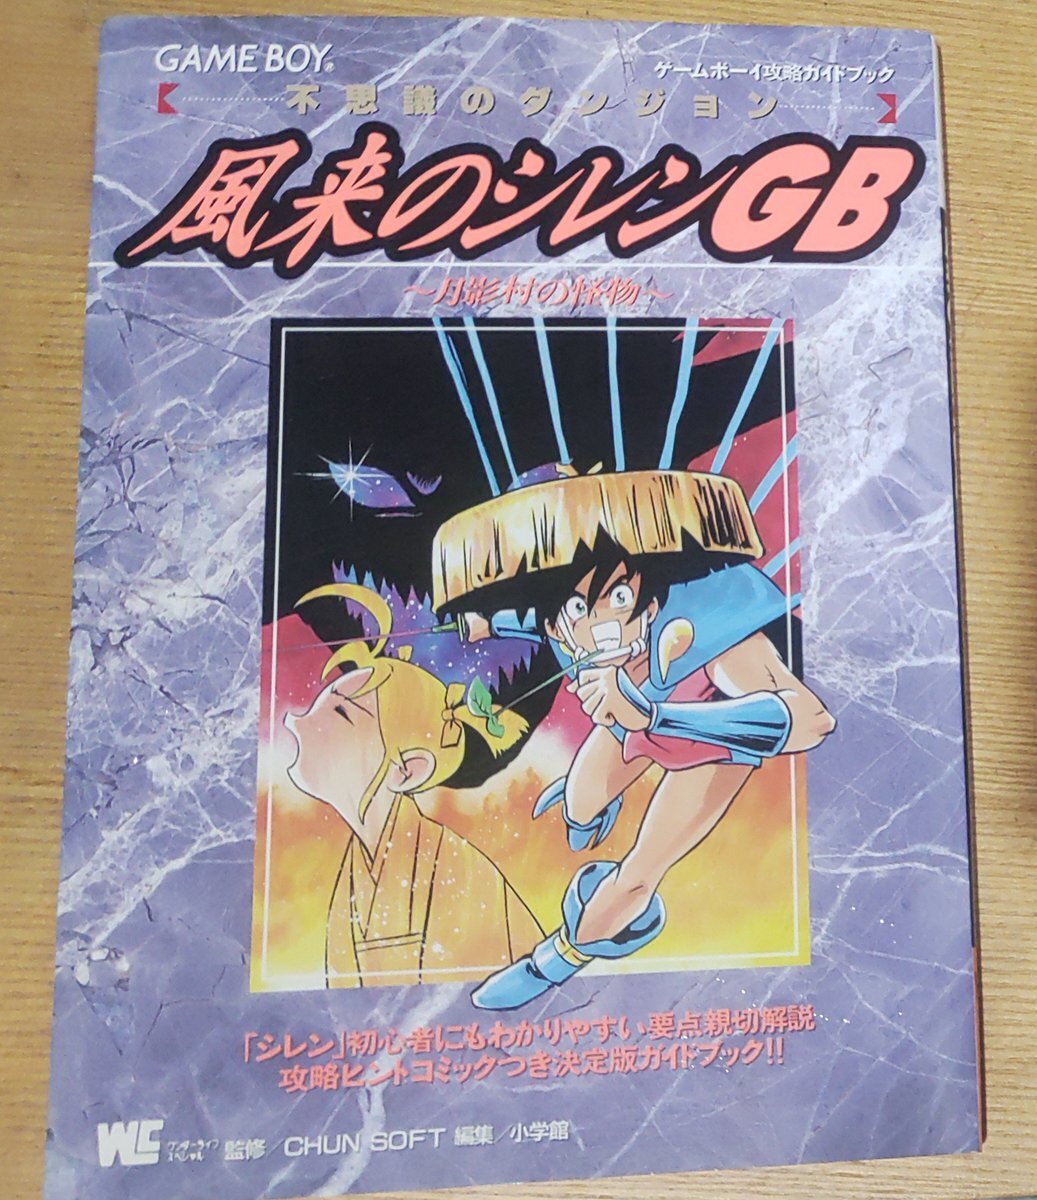 GAME BOY®
ゲームボーイ攻略ガイドブック
不思議のダンジョン
風来のシレンGB
～月影村の怪物～
「シレン」初心者にもわかりやすい要点親切解説
攻略ヒントコミックつき決定版ガイドブック!!
監修/CHUN SOFT 編集/小学館